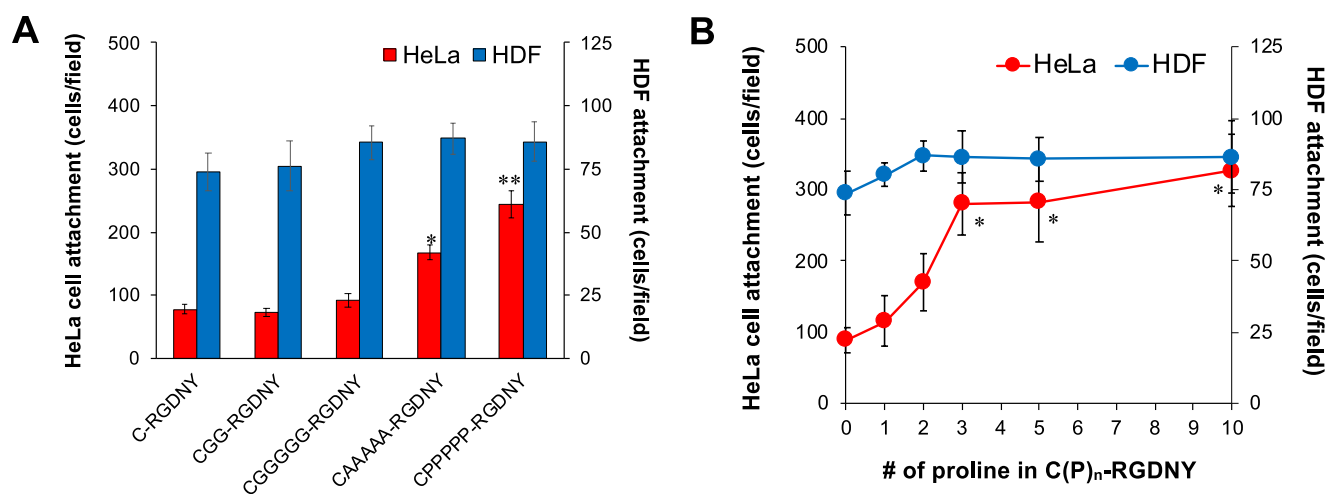 A
HeLa HDF
HeLa cell attachment (cells/field)
500
400
300
200
100
0
** 
*
125
100
75
50
25
0
HDF attachment (cells/field)
C-RGDNY
CGG-RGDNY
CGGGGG-RGDNY
CAAAAA-RGDNY
CPPPPP-RGDNY
B
HeLa HDF
HeLa cell attachment (cells/field)
500
400
300
200
100
0
*
*
*
125
100
75
50
25
0
HDF attachment (cells/field)
0 1 2 3 4 5 6 7 8 9 10
# of proline in C(P)n-RGDNY